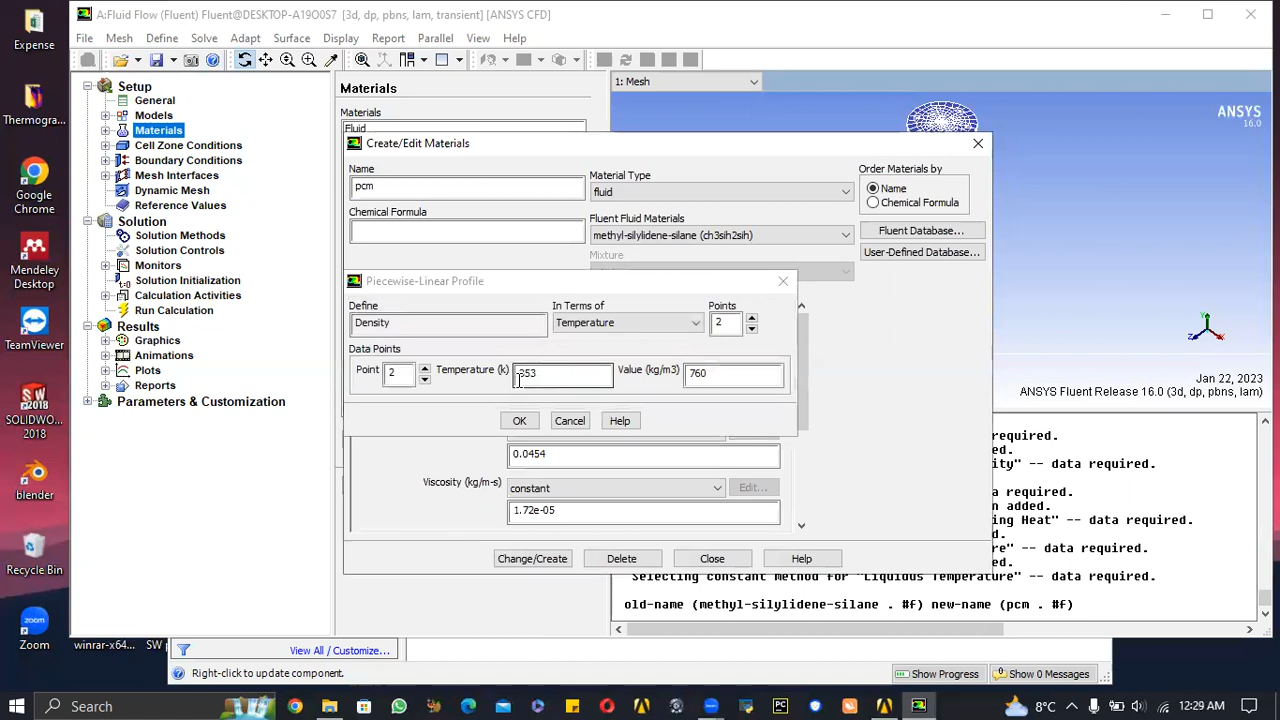 A:Fluid Flow (Fluent) Fluent@DESKTOP-A19O0S7 [3d, dp, pbns, lam, transient] [ANSYS CFD]
File Mesh Define Solve Adapt Surface Display Report Parallel View Help
Expense
Thermogra...
Google Chrome
Mendeley Desktop
TeamViewer
SOLIDWO... 2018
blender
Recycle Bin
Zoom
winrar-x64... SW p
Setup
General
Models
Materials
Cell Zone Conditions
Boundary Conditions
Mesh Interfaces
Dynamic Mesh
Reference Values
Solution
Solution Methods
Solution Controls
Monitors
Solution Initialization
Calculation Activities
Run Calculation
Results
Graphics
Animations
Plots
Reports
Parameters & Customization
Materials
Materials
Fluid
1: Mesh
ANSYS
16.0
Create/Edit Materials
Name
pcm
Chemical Formula
Material Type
fluid
Fluent Fluid Materials
methyl-silylidene-silane (ch3sih2sih)
Mixture
Order Materials by
Name
Chemical Formula
Fluent Database...
User-Defined Database...
Piecewise-Linear Profile
Define
Density
In Terms of
Temperature
Points
2
Data Points
Point 2 Temperature (k) 353 Value (kg/m3) 760
OK Cancel Help
0.0454
Viscosity (kg/m-s) constant Edit...
1.72e-05
Change/Create Delete Close Help
Y
Z X
Jan 22, 2023
ANSYS Fluent Release 16.0 (3d, dp, pbns, lam, transient)
required.
d.
ity" -- data required.
ta required.
n added.
ing Heat" -- data required.
re" -- data required.
ed.
Selecting constant method for "Liquidus Temperature" -- data required.
old-name (methyl-silylidene-silane . #f) new-name (pcm . #f)
View All / Customize...
Right-click to update component.
Show Progress Show 0 Messages
Search
8°C
12:29 AM